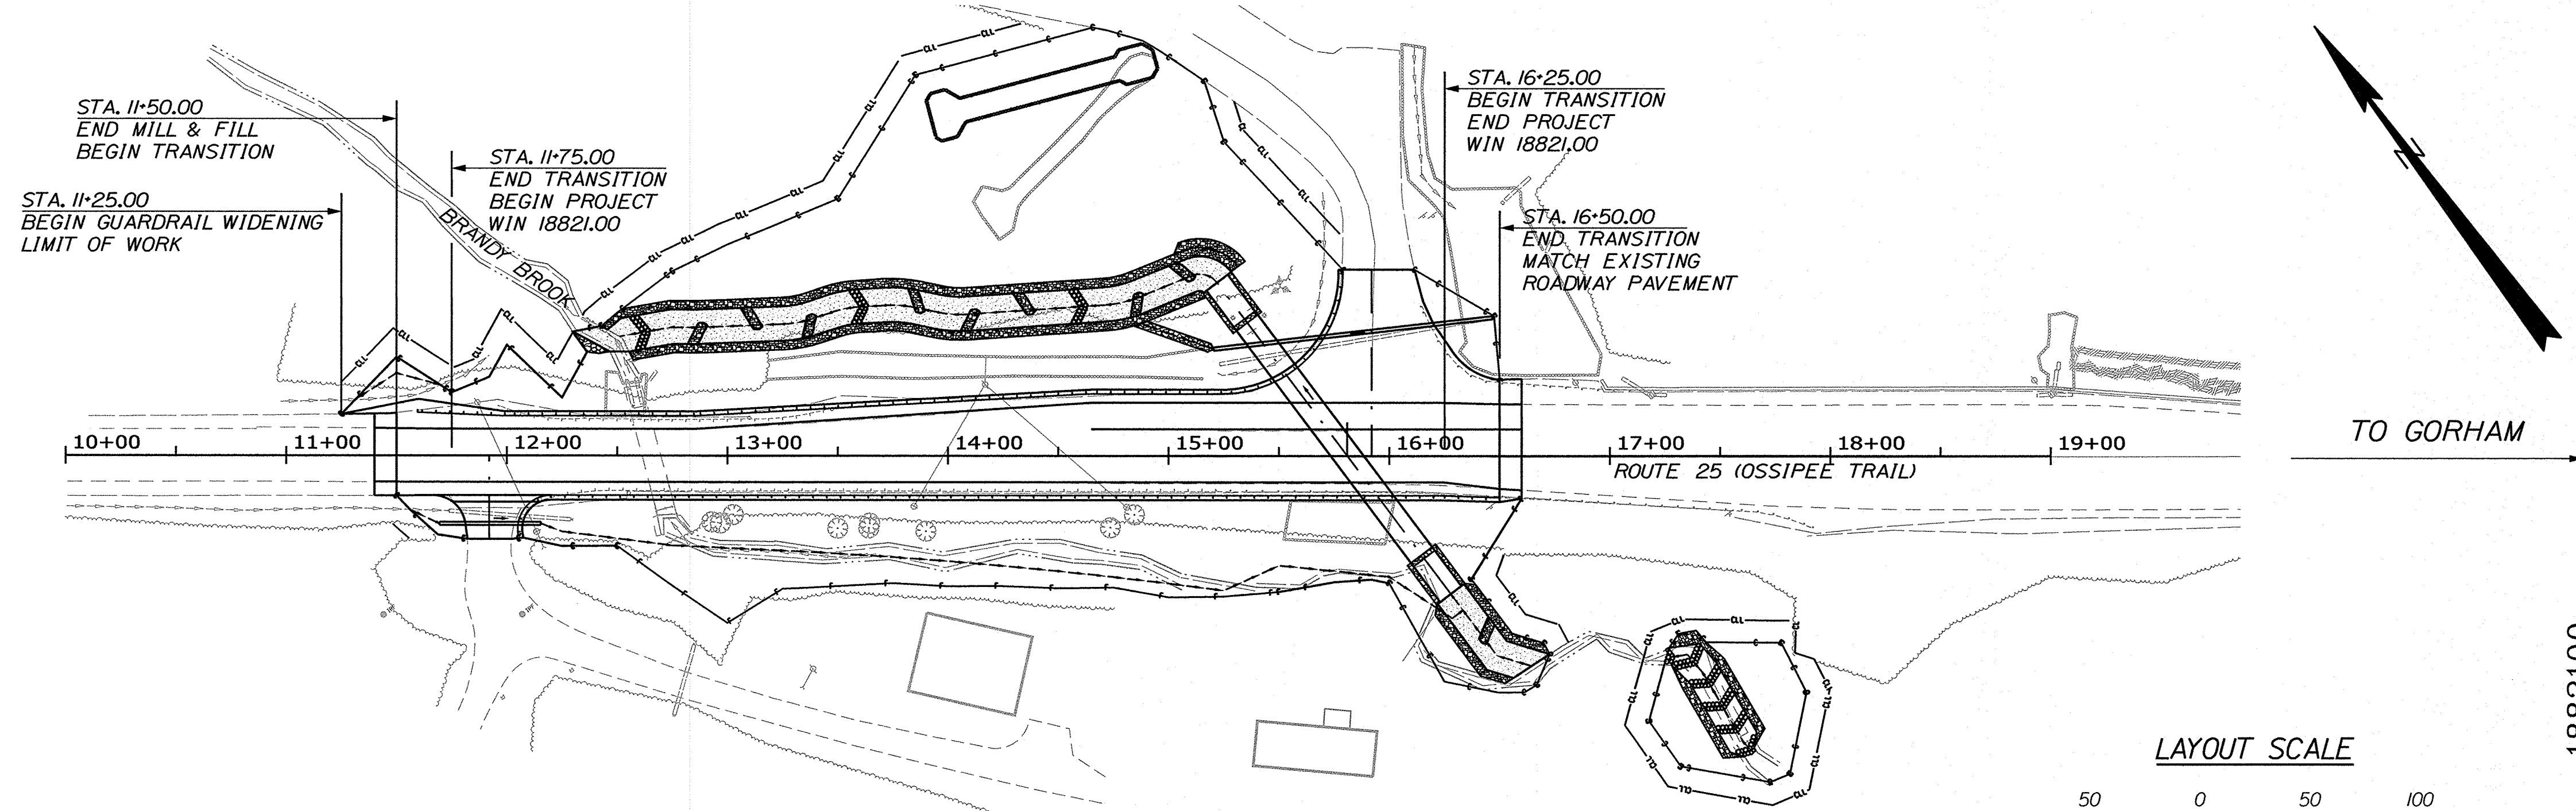 STA. 11+50.00
END MILL & FILL
BEGIN TRANSITION
STA. 11+75.00
END TRANSITION
BEGIN PROJECT
WIN 18821.00
STA. 11+25.00
BEGIN GUARDRAIL WIDENING
LIMIT OF WORK
BRANDY BROOK
STA. 16+25.00
BEGIN TRANSITION
END PROJECT
WIN 18821.00
STA. 16+50.00
END TRANSITION
MATCH EXISTING
ROADWAY PAVEMENT
N
10+00 11+00 12+00 13+00 14+00 15+00 16+00 17+00 18+00 19+00
ROUTE 25 (OSSIPEE TRAIL)
TO GORHAM
LAYOUT SCALE
50 0 50 100